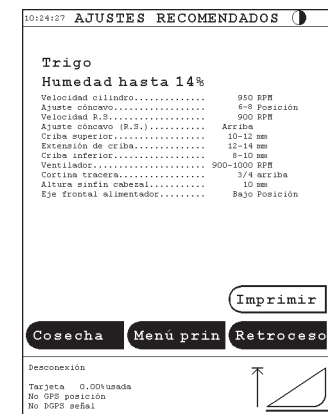 10:24:27 AJUSTES RECOMENDADOS
Trigo
Humedad hasta 14%
Velocidad cilindro.............. 950 RPM
Ajuste cóncavo.................. 6-8 Posición
Velocidad R.S................... 900 RPM
Ajuste cóncavo (R.S.)........... Arriba
Criba superior.................. 10-12 mm
Extensión de criba.............. 12-14 mm
Criba inferior.................. 8-10 mm
Ventilador.................. 900-1000 RPM
Cortina tracera................. 3/4 arriba
Altura sinfin cabezal........... 10 mm
Eje frontal alimentador......... Bajo Posición
Imprimir
Cosecha Menú prin Retroceso
Desconexión
Tarjeta 0.00%usada
No GPS posición
No DGPS señal